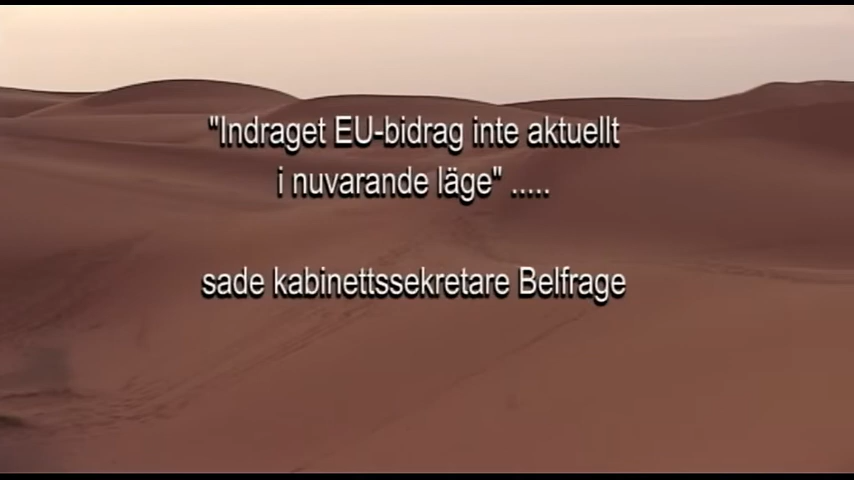 "Indraget EU-bidrag inte aktuellt
i nuvarande läge" .....
sade kabinettssekretare Belfrage